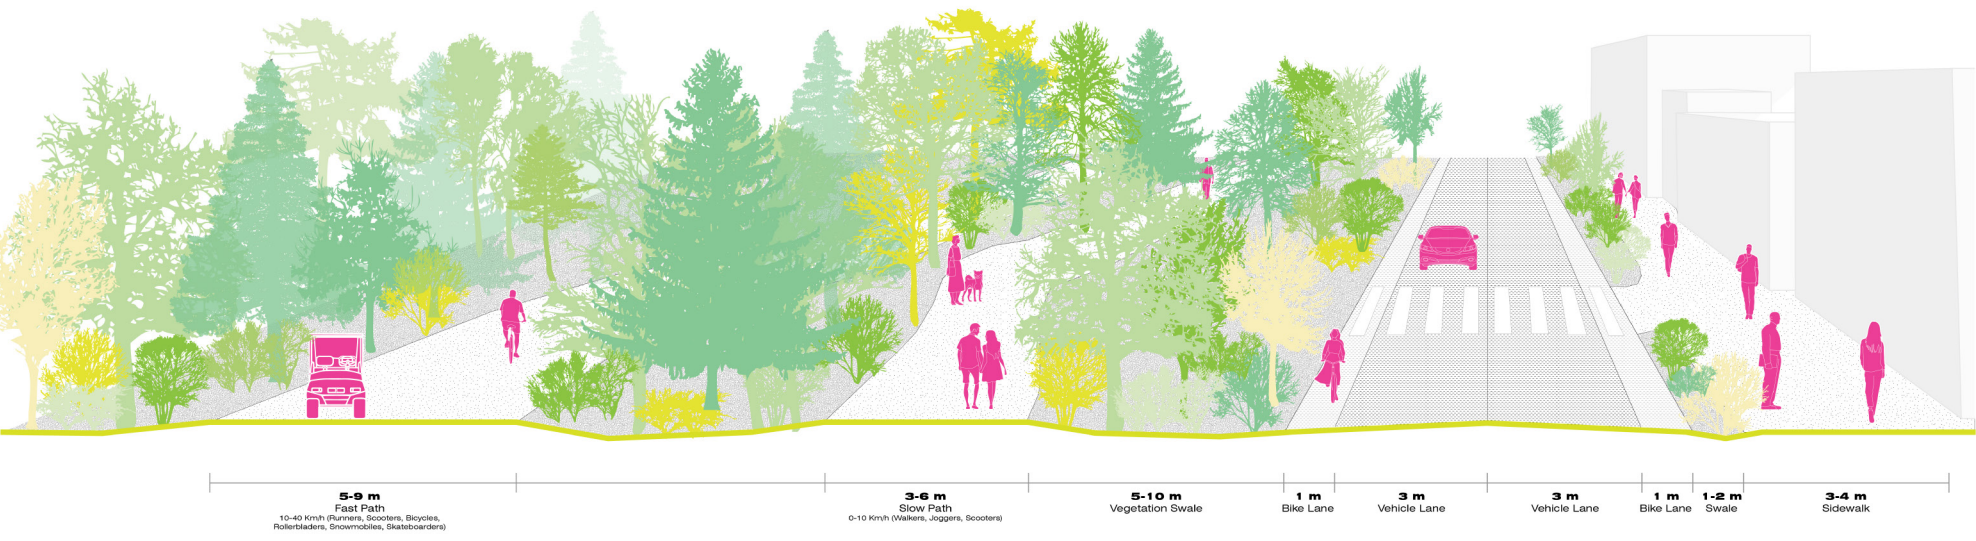 5-9 m
Fast Path
10-40 Km/h (Runners, Scooters, Bicycles,
Rollerbladers, Snowmobiles, Skateboarders)
3-6 m
Slow Path
0-10 Km/h (Walkers, Joggers, Scooters)
5-10 m
Vegetation Swale
1 m
Bike Lane
3 m
Vehicle Lane
3 m
Vehicle Lane
1 m
Bike Lane
1-2 m
Swale
3-4 m
Sidewalk